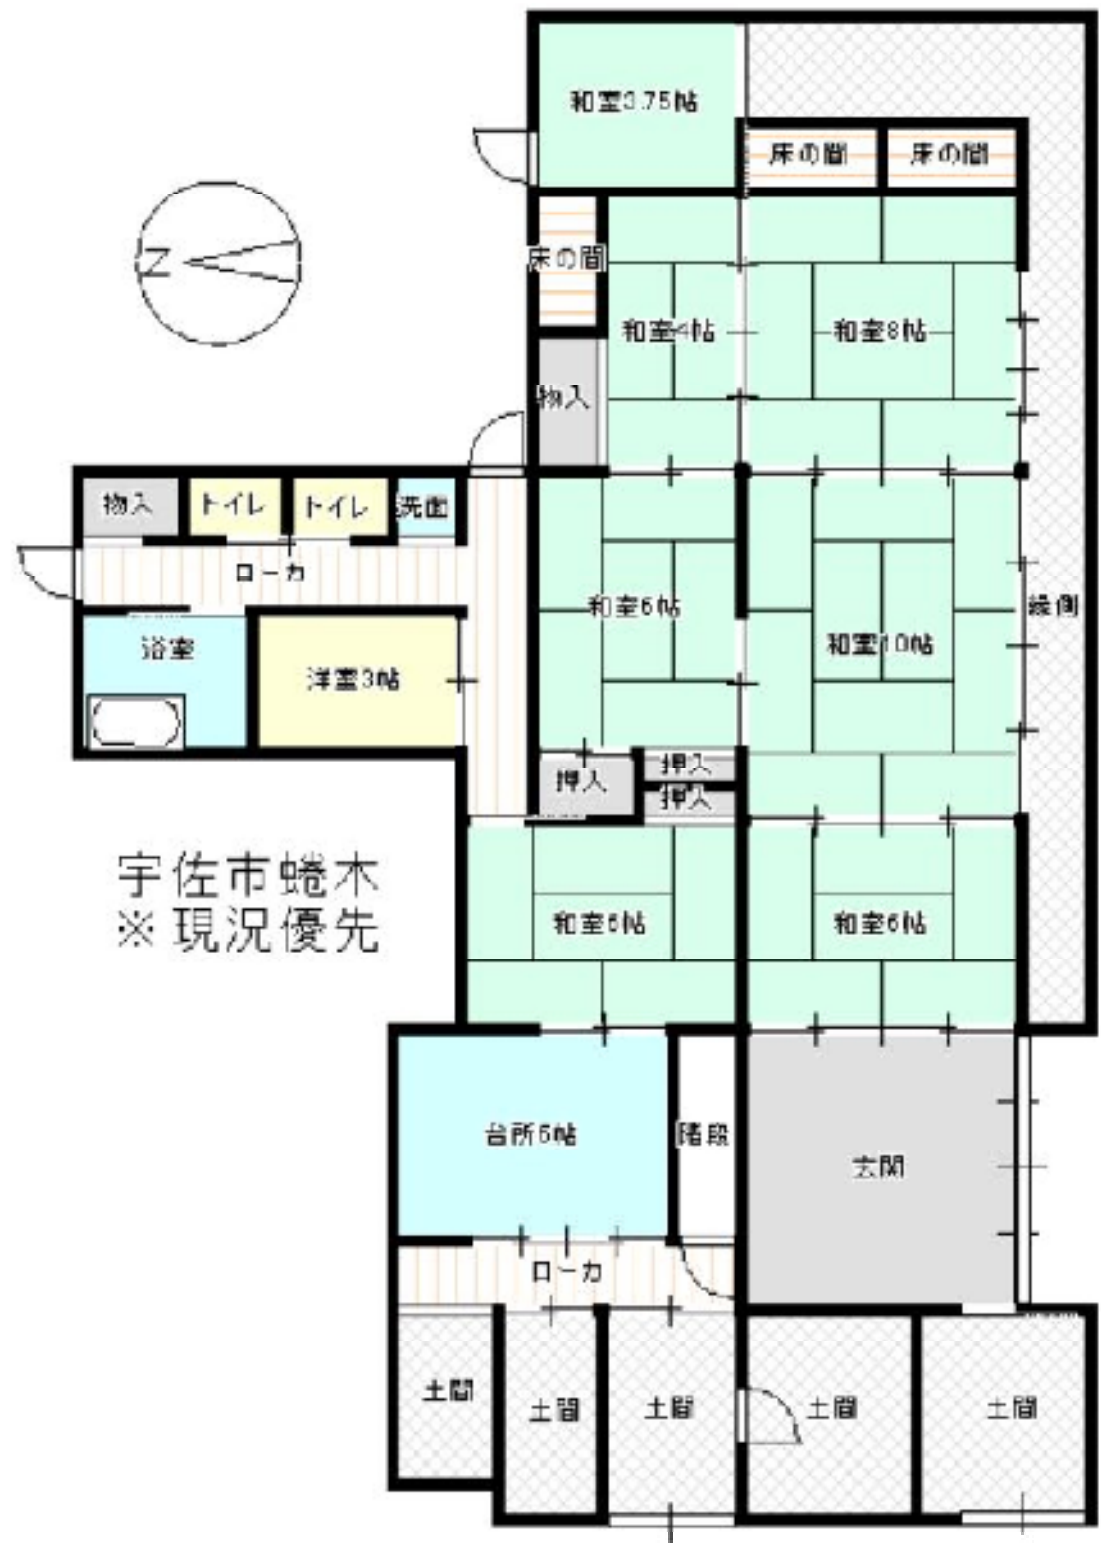 和室3.75帖
床の間
床の間
N
床の間
和室4帖
和室8帖
物入
物入
トイレ
トイレ
洗面
ローカ
和室6帖
縁側
和室10帖
浴室
洋室3帖
押入
押入
押入
宇佐市蜷木
※現況優先
和室6帖
和室6帖
台所6帖
階段
玄関
ローカ
土間
土間
土間
土間
土間